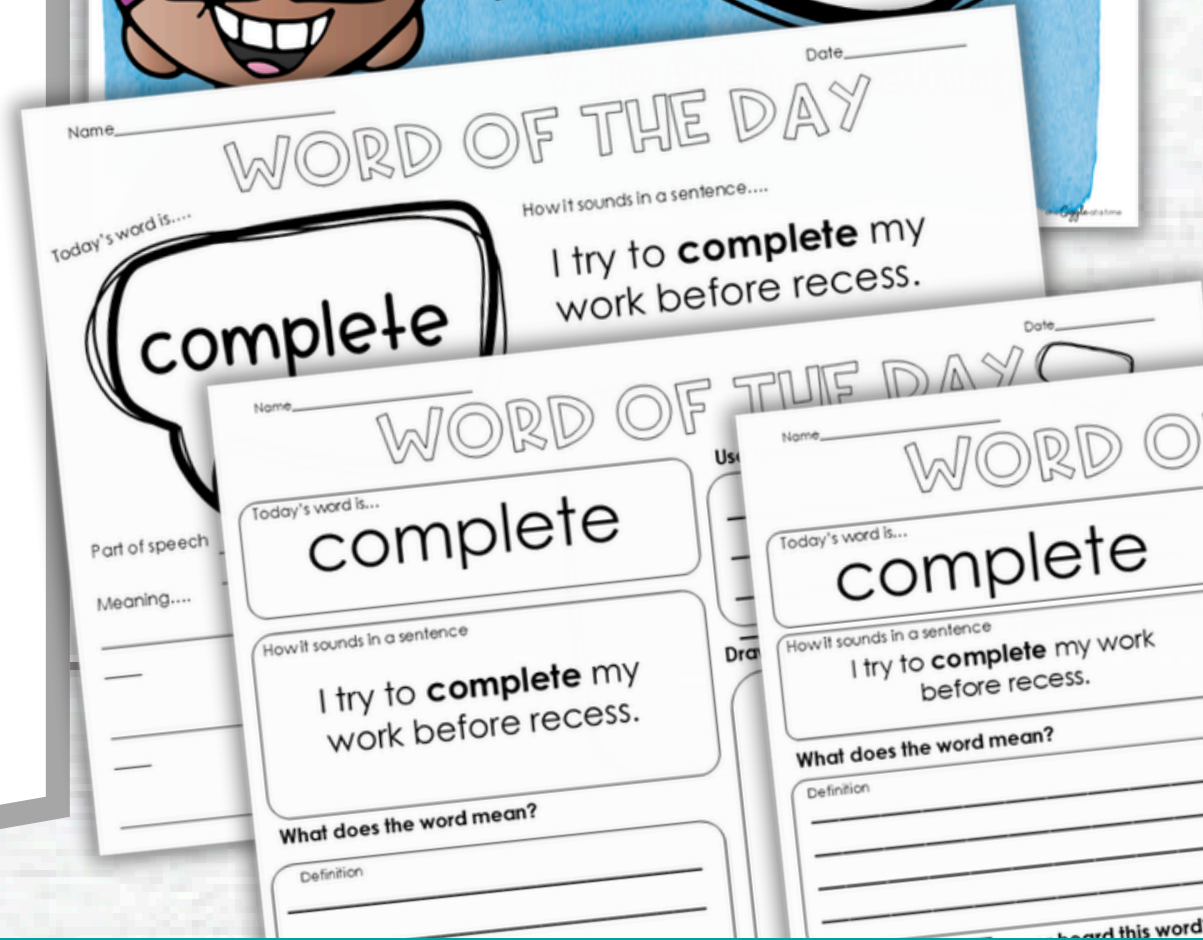 Name
Date
WORD OF THE DAY
Today's word is....
complete
How it sounds in a sentence....
I try to complete my
work before recess.
Part of speech
Meaning....
Giggle at a time
Name
Date
WORD OF THE DAY
Today's word is...
complete
How it sounds in a sentence
I try to complete my
work before recess.
What does the word mean?
Definition
Name
WORD O
Today's word is...
complete
How it sounds in a sentence
I try to complete my work
before recess.
What does the word mean?
Definition
this word